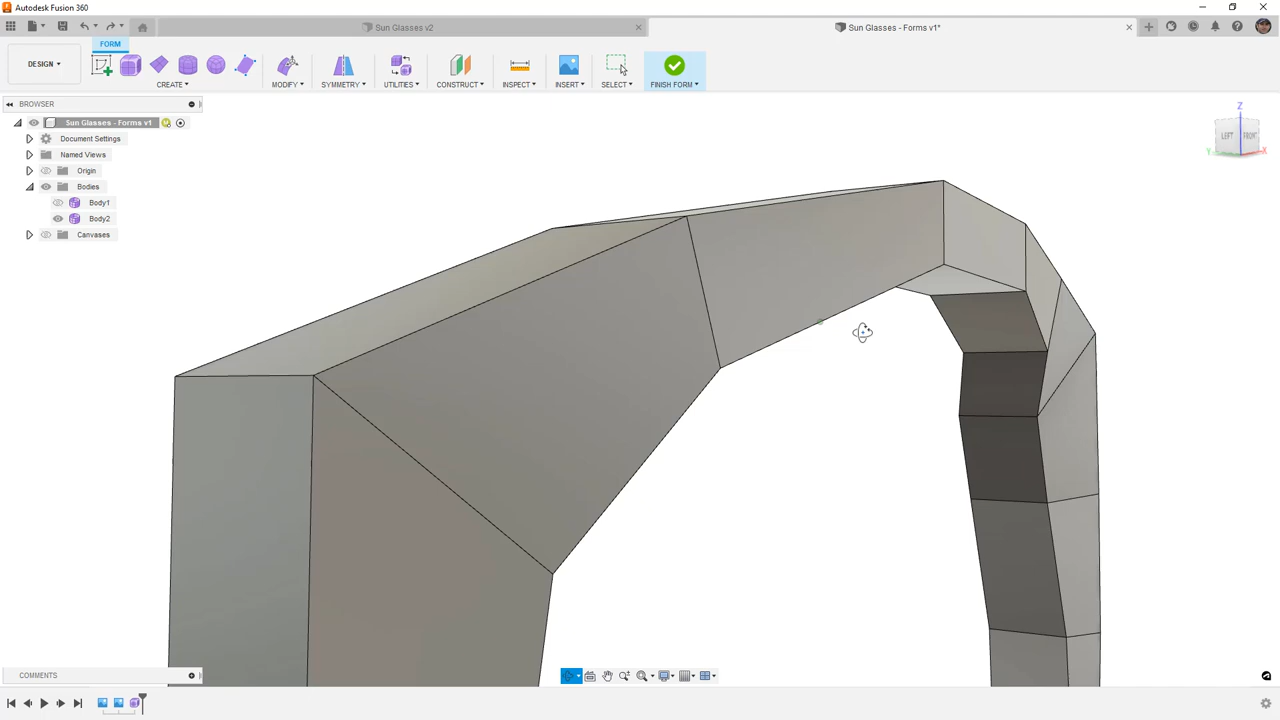 Autodesk Fusion 360
Sun Glasses v2
Sun Glasses - Forms v1*
FORM
DESIGN
CREATE
MODIFY
SYMMETRY
UTILITIES
CONSTRUCT
INSPECT
INSERT
SELECT
FINISH FORM
BROWSER
Sun Glasses - Forms v1
Document Settings
Named Views
Origin
Bodies
Body1
Body2
Canvases
Z
LEFT
FRONT
Y
X
COMMENTS